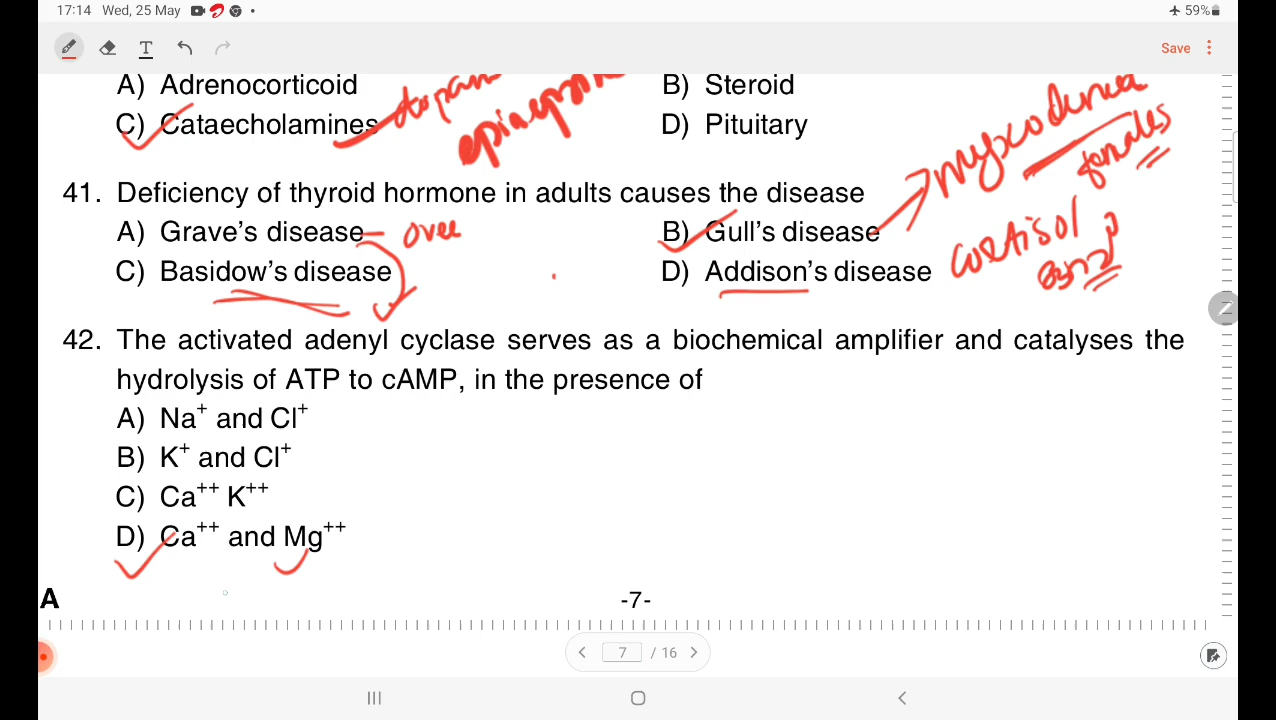 17:14 Wed, 25 May
59%
T
Save
A) Adrenocorticoid
B) Steroid
C) Cataecholamines
D) Pituitary
myxodema
females
41. Deficiency of thyroid hormone in adults causes the disease
A) Grave's disease
over
B) Gull's disease
cortisol
C) Basidow's disease
D) Addison's disease
42. The activated adenyl cyclase serves as a biochemical amplifier and catalyses the
hydrolysis of ATP to cAMP, in the presence of
A) Na⁺ and Cl⁺
B) K⁺ and Cl⁺
C) Ca⁺⁺ K⁺⁺
D) Ca⁺⁺ and Mg⁺⁺
A
-7-
7 / 16